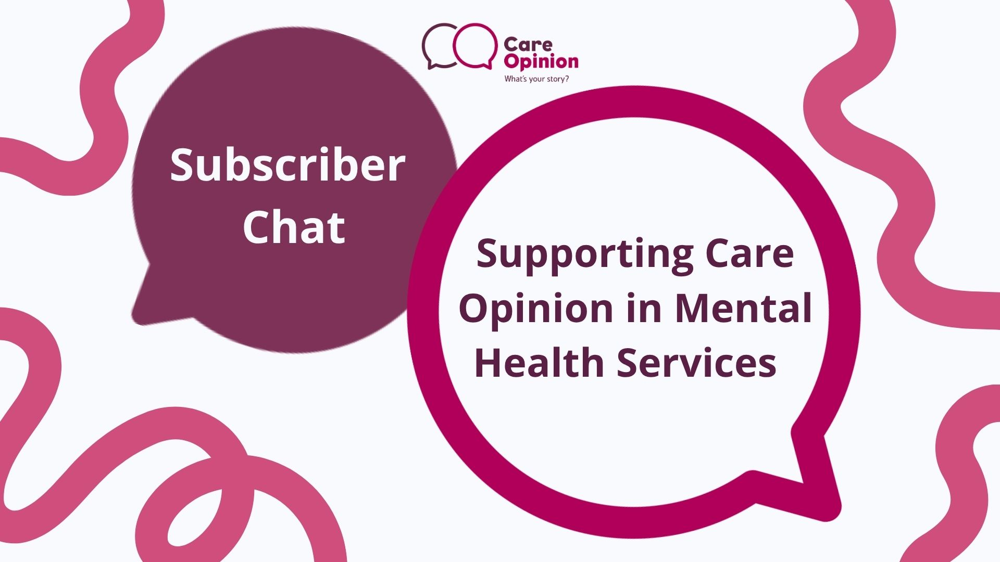 Care
Opinion
What's your story?
Subscriber
Chat
Supporting Care
Opinion in Mental
Health Services